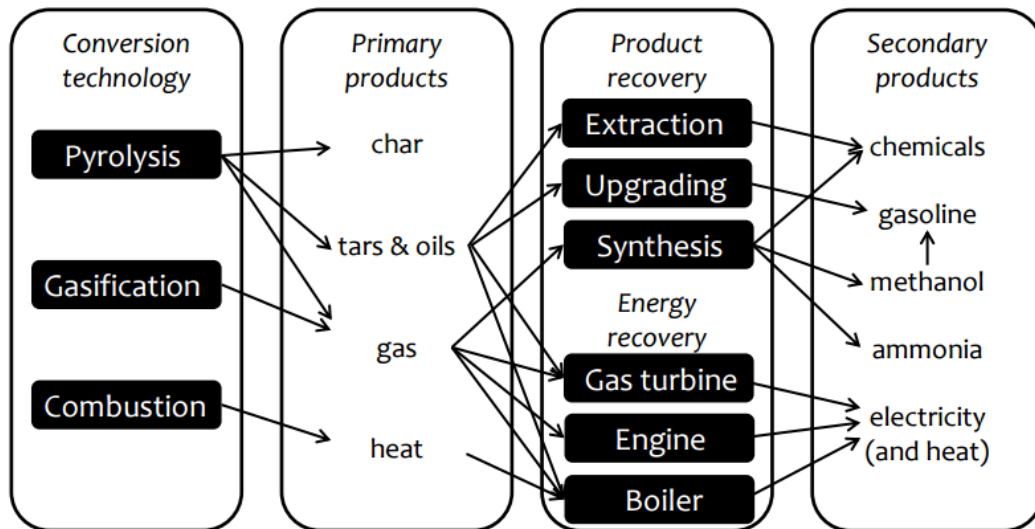 Conversion
technology
Pyrolysis
Gasification
Combustion
Primary
products
char
tars & oils
gas
heat
Product
recovery
Extraction
Upgrading
Synthesis
Energy
recovery
Gas turbine
Engine
Boiler
Secondary
products
chemicals
gasoline
methanol
ammonia
electricity
(and heat)